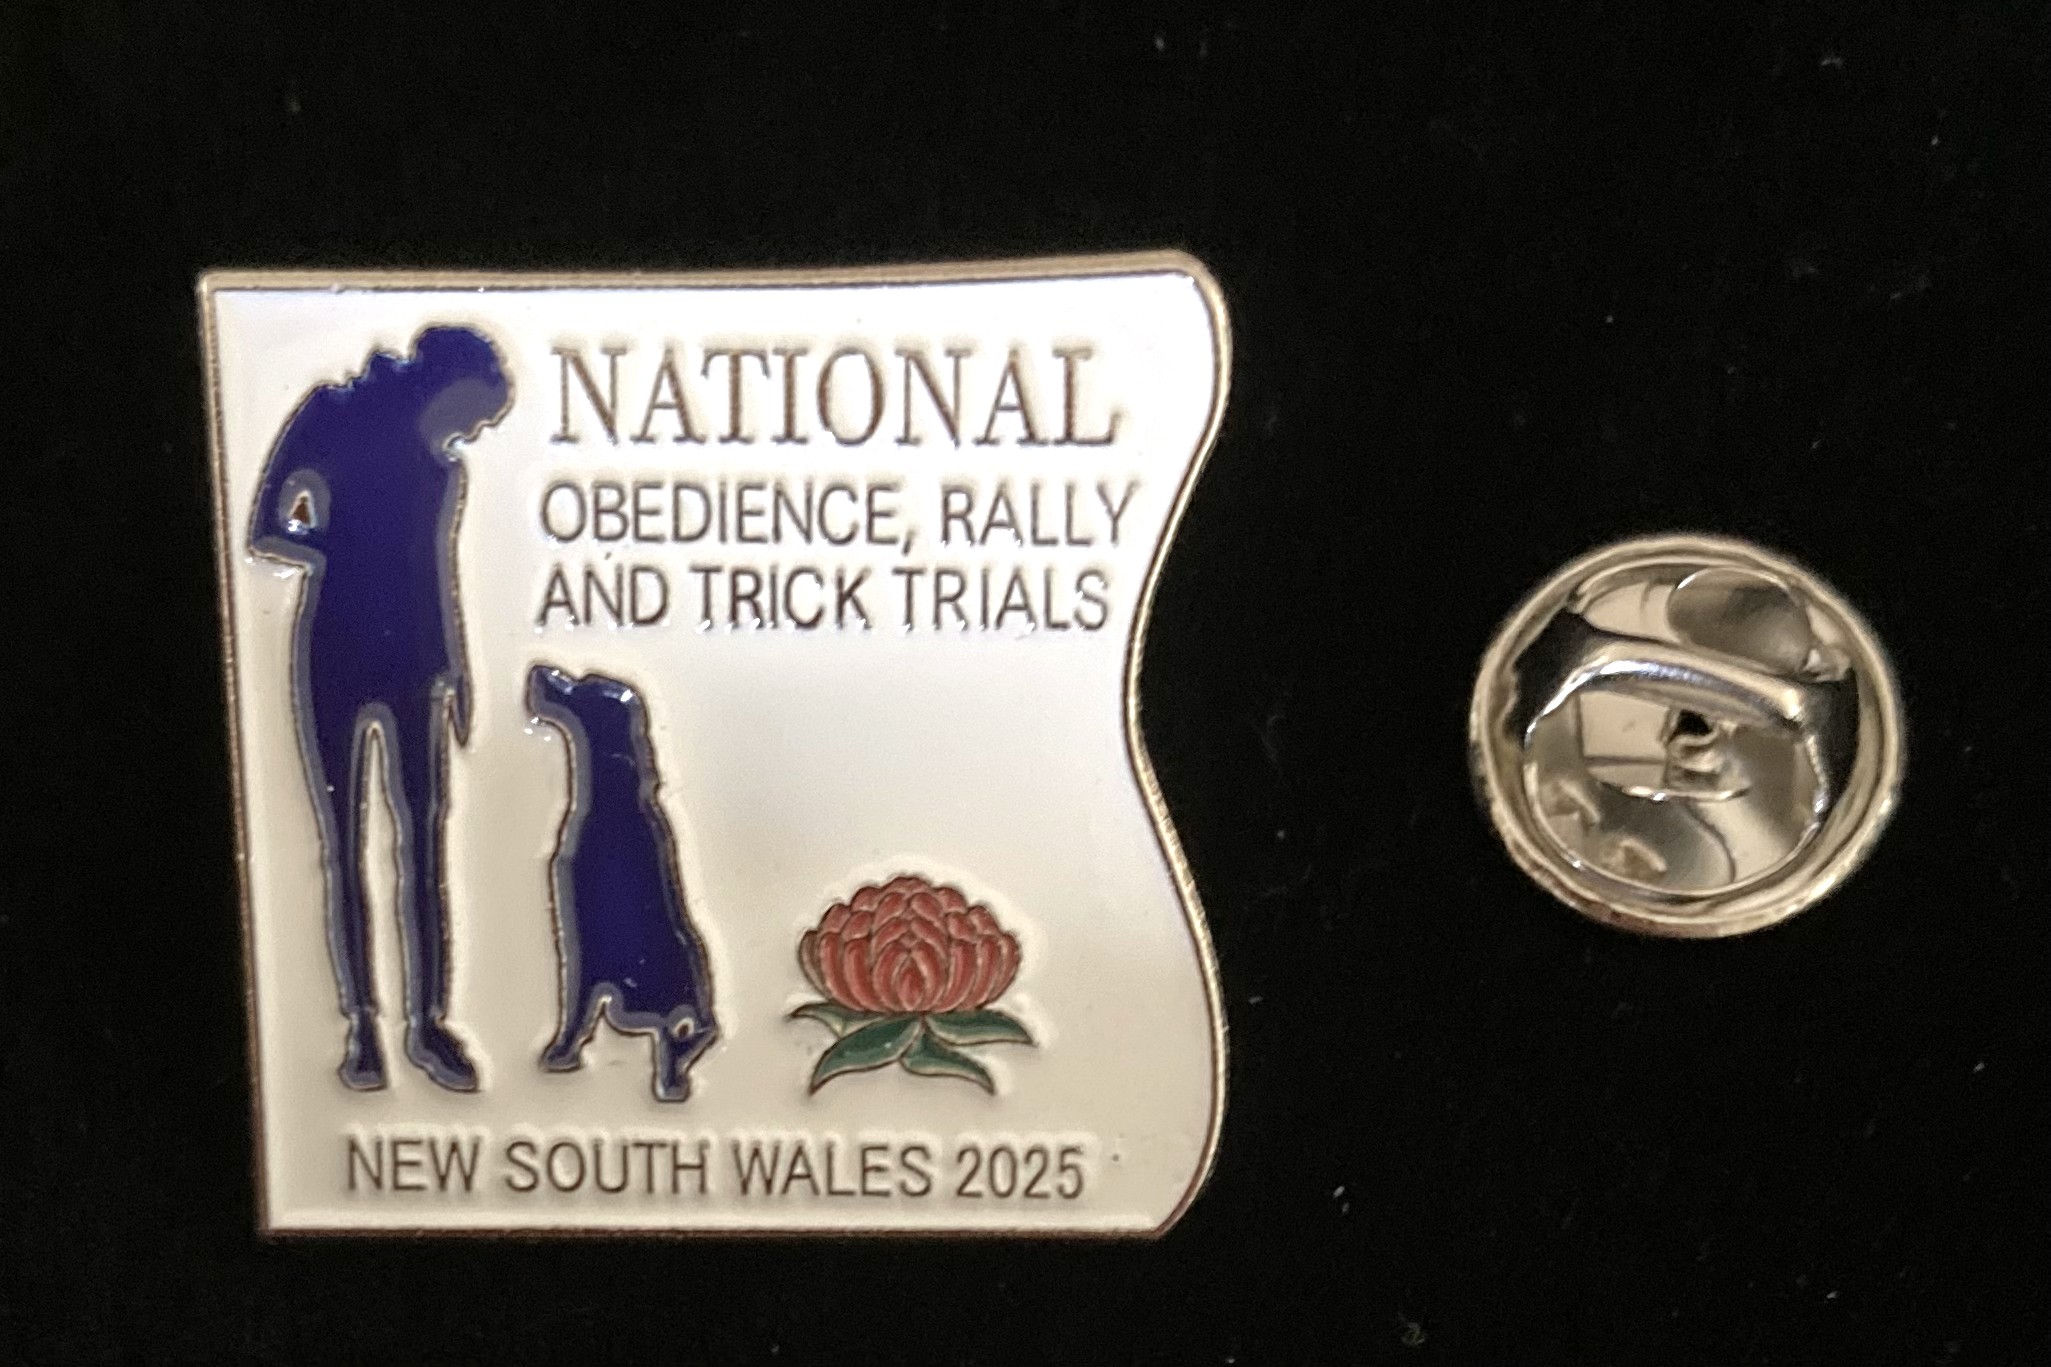 NATIONAL
OBEDIENCE, RALLY
AND TRICK TRIALS
NEW SOUTH WALES 2025